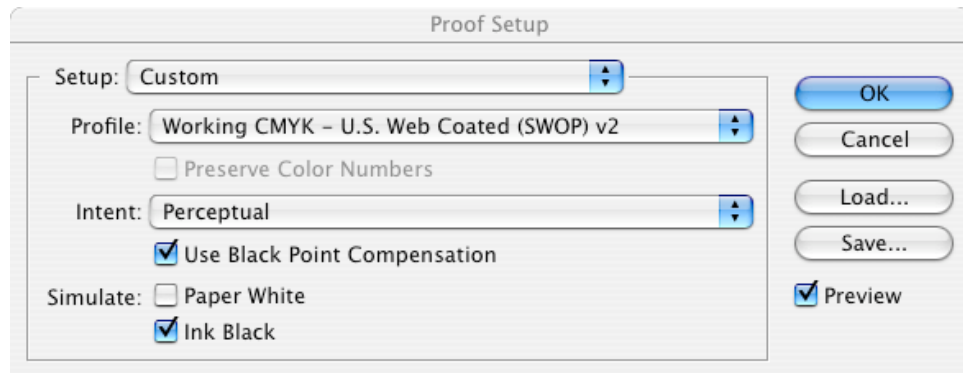 Proof Setup
Setup: Custom
OK
Profile: Working CMYK – U.S. Web Coated (SWOP) v2
Cancel
Preserve Color Numbers
Load...
Intent: Perceptual
Save...
Use Black Point Compensation
Simulate: Paper White
Preview
Ink Black